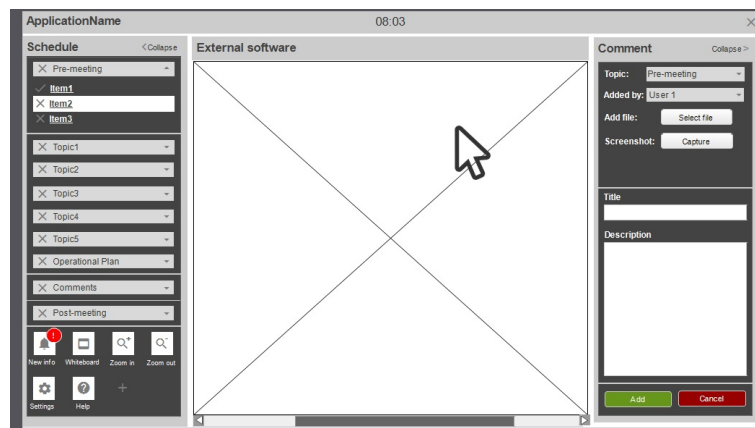 ApplicationName
08:03
Schedule
<Collapse
Pre-meeting
Item1
Item2
Item3
Topic1
Topic2
Topic3
Topic4
Topic5
Operational Plan
Comments
Post-meeting
!
New info
Whiteboard
Zoom in
Zoom out
Settings
?
Help
External software
Comment
Collapse>
Topic: Pre-meeting
Added by: User 1
Add file: Select file
Screenshot: Capture
Title
Description
Add
Cancel